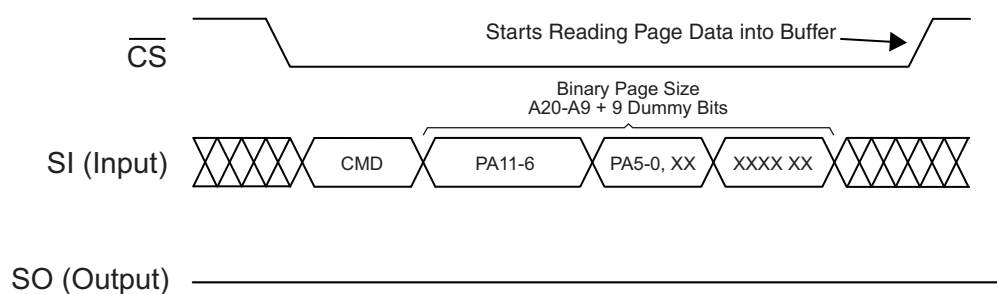 Starts Reading Page Data into Buffer
CS
Binary Page Size
A20-A9 + 9 Dummy Bits
SI (Input)
CMD
PA11-6
PA5-0, XX
XXXX XX
SO (Output)